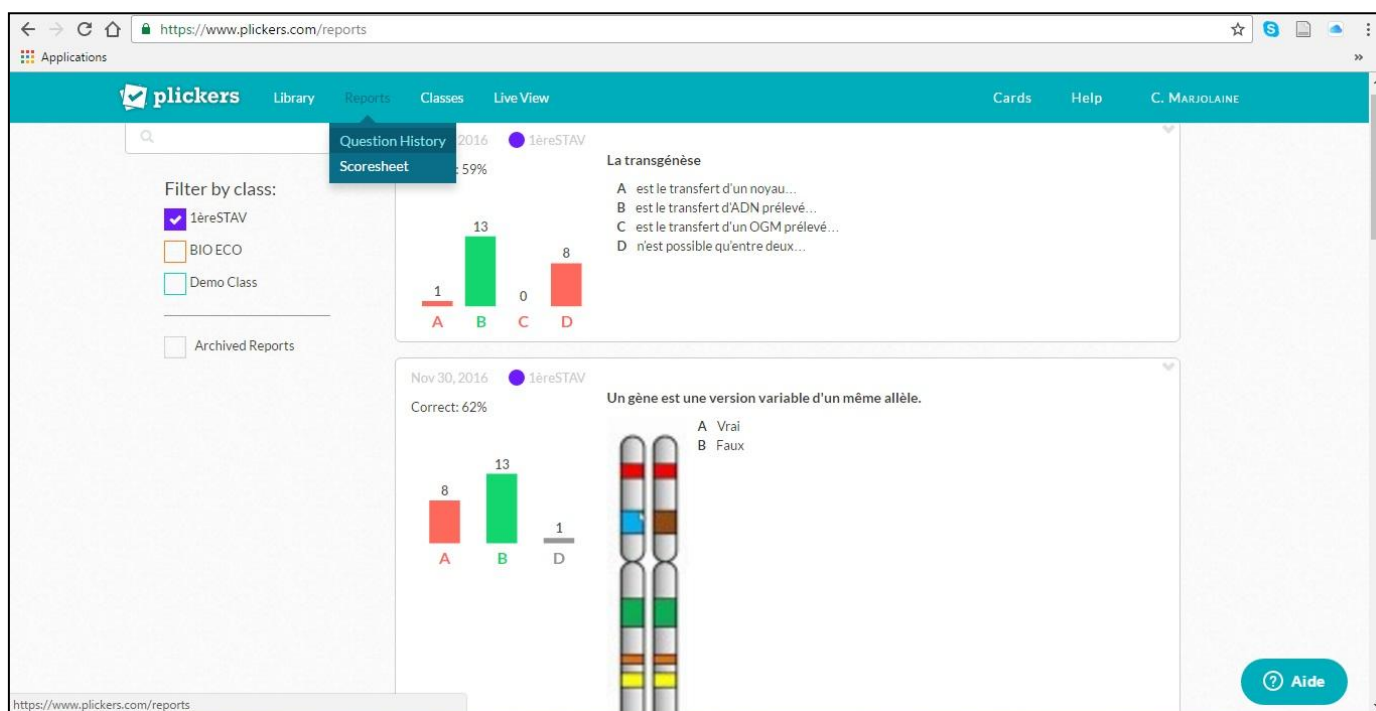 https://www.plickers.com/reports
Applications
»
plickers Library Reports Classes Live View Cards Help C. MARJOLAINE
Question History
Scoresheet
2016 1èreSTAV
: 59%
La transgénèse
A est le transfert d'un noyau...
B est le transfert d'ADN prélevé...
C est le transfert d'un OGM prélevé...
D n'est possible qu'entre deux...
1 13 0 8
A B C D
Filter by class:
1èreSTAV
BIO ECO
Demo Class
Archived Reports
Nov 30, 2016 1èreSTAV
Correct: 62%
Un gène est une version variable d'un même allèle.
A Vrai
B Faux
8 13 1
A B D
? Aide
https://www.plickers.com/reports